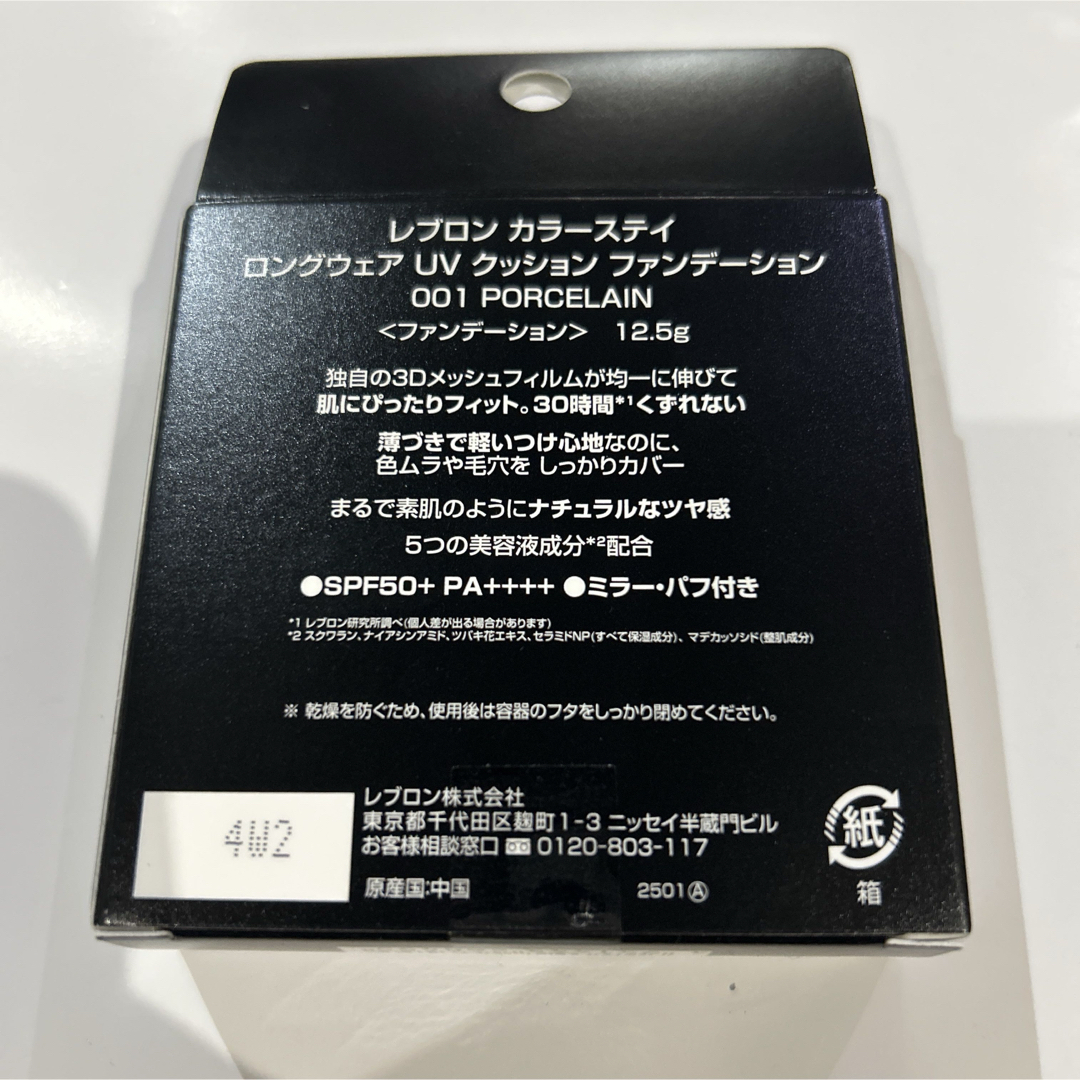 レブロン カラーステイ
ロングウェア UV クッション ファンデーション
001 PORCELAIN
<ファンデーション> 12.5g
独自の3Dメッシュフィルムが均一に伸びて
肌にぴったりフィット。30時間*1くずれない
薄づきで軽いつけ心地なのに、
色ムラや毛穴を しっかりカバー
まるで素肌のようにナチュラルなツヤ感
5つの美容液成分*2配合
●SPF50+ PA++++ ●ミラー・パフ付き
*1 レブロン研究所調べ(個人差が出る場合があります)
*2 スクワラン、ナイアシンアミド、ツバキ花エキス、セラミドNP(すべて保湿成分)、マデカッソシド(整肌成分)
※ 乾燥を防ぐため、使用後は容器のフタをしっかり閉めてください。
4W2
レブロン株式会社
東京都千代田区麹町1-3 ニッセイ半蔵門ビル
お客様相談窓口 0120-803-117
原産国:中国 2501Ⓐ
紙
箱